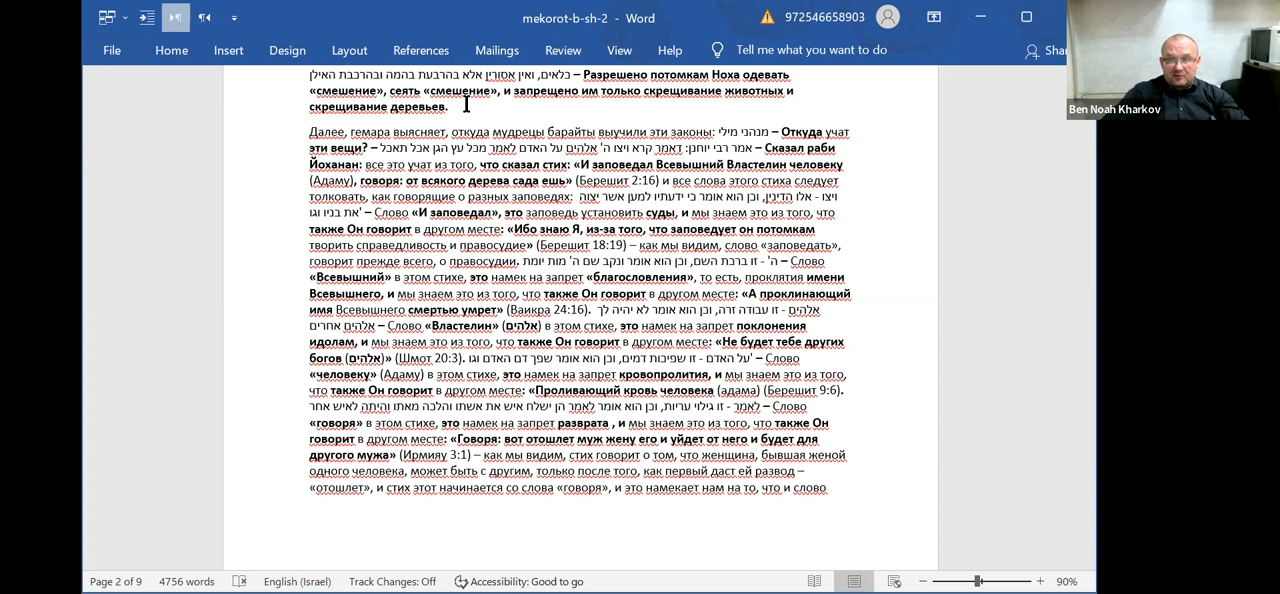 mekorot-b-sh-2 - Word
972546658903
File Home Insert Design Layout References Mailings Review View Help Tell me what you want to do Shar
Ben Noah Kharkov
כלאים, ואין אסורין אלא בהרבעת בהמה ובהרכבת האילן – Разрешено потомкам Ноха одевать
«смешение», сеять «смешение», и запрещено им только скрещивание животных и
скрещивание деревьев.
Далее, гемара выясняет, откуда мудрецы барайты выучили эти законы: מנהני מילי – Откуда учат
эти вещи? – אמר רבי יוחנן: דאמר קרא ויצו ה' אלהים על האדם לאמר מכל עץ הגן אכל תאכל – Сказал раби
Йоханан: все это учат из того, что сказал стих: «И заповедал Всевышний Властелин человеку
(Адаму), говоря: от всякого дерева сада ешь» (Берешит 2:16) и все слова этого стиха следует
толковать, как говорящие о разных заповедях: ויצו - אלו הדינין, וכן הוא אומר כי ידעתיו למען אשר יצוה
את בניו וגו' – Слово «И заповедал», это заповедь установить суды, и мы знаем это из того, что
также Он говорит в другом месте: «Ибо знаю Я, из-за того, что заповедует он потомкам
творить справедливость и правосудие» (Берешит 18:19) – как мы видим, слово «заповедать»,
говорит прежде всего, о правосудии. ה' - זו ברכת השם, וכן הוא אומר ונקב שם ה' מות יומת – Слово
«Всевышний» в этом стихе, это намек на запрет «благословления», то есть, проклятия имени
Всевышнего, и мы знаем это из того, что также Он говорит в другом месте: «А проклинающий
имя Всевышнего смертью умрет» (Ваикра 24:16). אלהים - זו עבודה זרה, וכן הוא אומר לא יהיה לך
אלהים אחרים – Слово «Властелин» (אלהים) в этом стихе, это намек на запрет поклонения
идолам, и мы знаем это из того, что также Он говорит в другом месте: «Не будет тебе других
богов (אלהים)» (Шмот 20:3). על האדם - זו שפיכות דמים, וכן הוא אומר שפך דם האדם וגו' – Слово
«человеку» (Адаму) в этом стихе, это намек на запрет кровопролития, и мы знаем это из того,
что также Он говорит в другом месте: «Проливающий кровь человека (адама) (Берешит 9:6).
לאמר - זו גילוי עריות, וכן הוא אומר לאמר הן ישלח איש את אשתו והלכה מאתו והיתה לאיש אחר – Слово
«говоря» в этом стихе, это намек на запрет разврата , и мы знаем это из того, что также Он
говорит в другом месте: «Говоря: вот отошлет муж жену его и уйдет от него и будет для
другого мужа» (Ирмияу 3:1) – как мы видим, стих говорит о том, что женщина, бывшая женой
одного человека, может быть с другим, только после того, как первый даст ей развод –
«отошлет», и стих этот начинается со слова «говоря», и это намекает нам на то, что и слово
Page 2 of 9 4756 words English (Israel) Track Changes: Off Accessibility: Good to go 90%